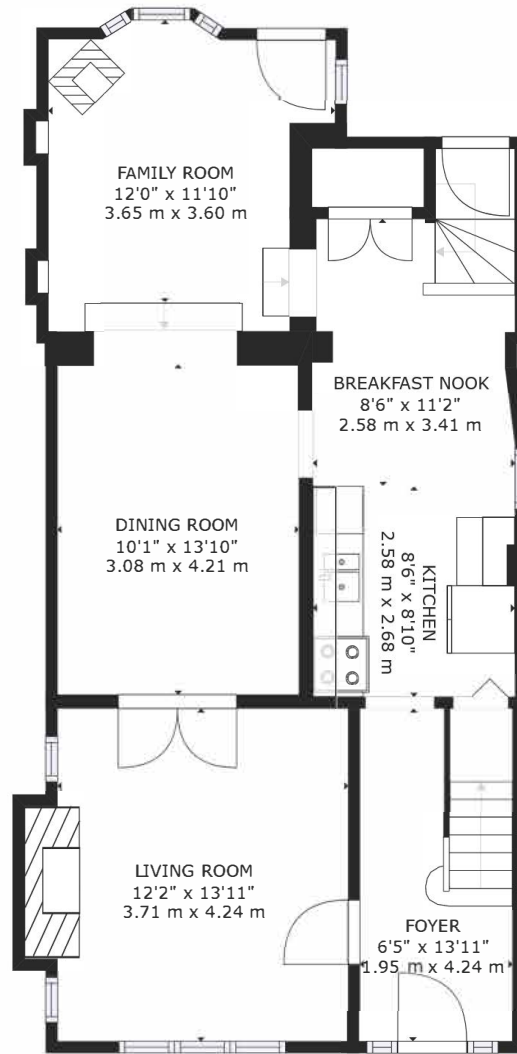 FAMILY ROOM
12'0" x 11'10"
3.65 m x 3.60 m
BREAKFAST NOOK
8'6" x 11'2"
2.58 m x 3.41 m
DINING ROOM
10'1" x 13'10"
3.08 m x 4.21 m
KITCHEN
8'6" x 8'10"
2.58 m x 2.68 m
LIVING ROOM
12'2" x 13'11"
3.71 m x 4.24 m
FOYER
6'5" x 13'11"
1.95 m x 4.24 m